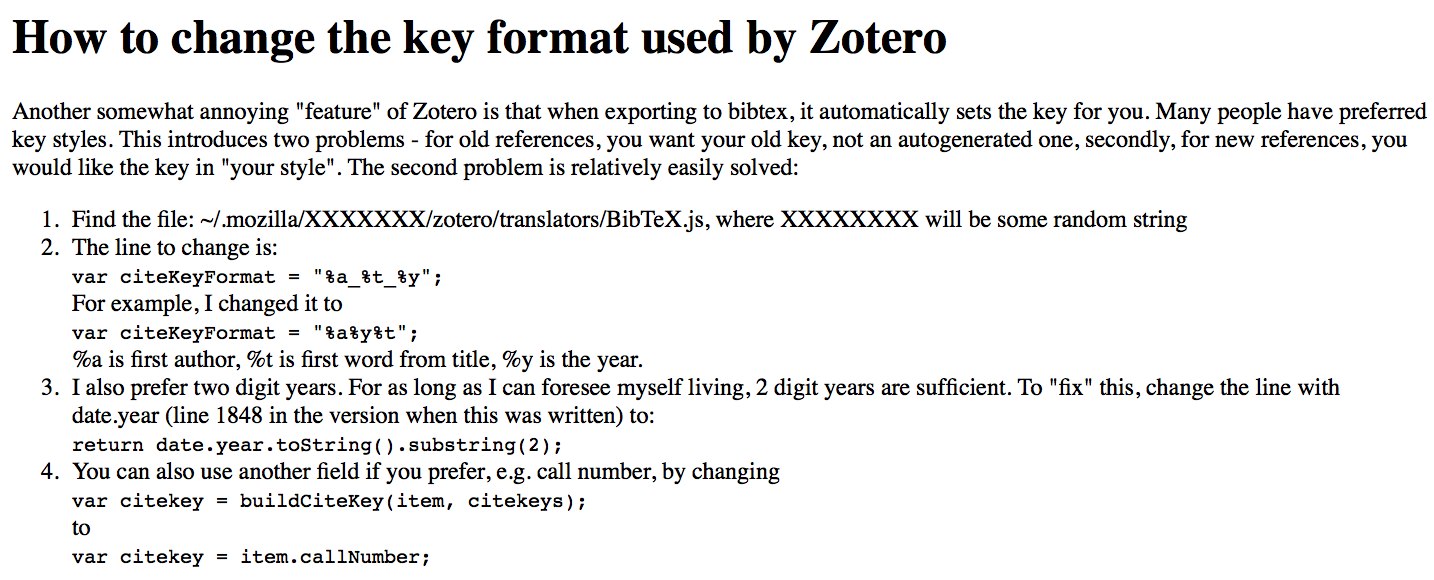 How to change the key format used by Zotero
Another somewhat annoying "feature" of Zotero is that when exporting to bibtex, it automatically sets the key for you. Many people have preferred
key styles. This introduces two problems - for old references, you want your old key, not an autogenerated one, secondly, for new references, you
would like the key in "your style". The second problem is relatively easily solved:
1. Find the file: ~/.mozilla/XXXXXXX/zotero/translators/BibTeX.js, where XXXXXXXX will be some random string
2. The line to change is:
var citeKeyFormat = "%a_%t_%y";
For example, I changed it to
var citeKeyFormat = "%a%y%t";
%a is first author, %t is first word from title, %y is the year.
3. I also prefer two digit years. For as long as I can foresee myself living, 2 digit years are sufficient. To "fix" this, change the line with
date.year (line 1848 in the version when this was written) to:
return date.year.toString().substring(2);
4. You can also use another field if you prefer, e.g. call number, by changing
var citekey = buildCiteKey(item, citekeys);
to
var citekey = item.callNumber;